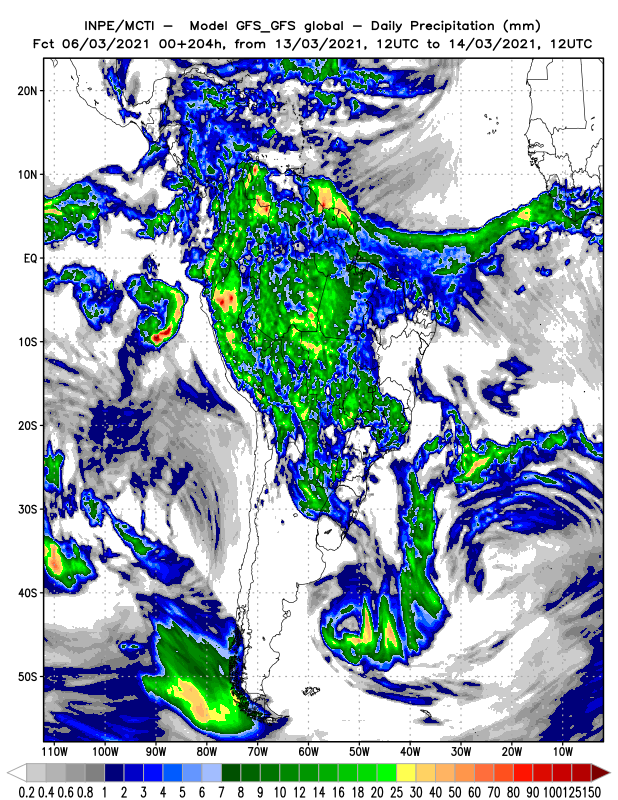 INPE/MCTI – Model GFS_GFS global – Daily Precipitation (mm)
Fct 06/03/2021 00+204h, from 13/03/2021, 12UTC to 14/03/2021, 12UTC
20N
10N
EQ
10S
20S
30S
40S
50S
110W 100W 90W 80W 70W 60W 50W 40W 30W 20W 10W
0.2 0.4 0.6 0.8 1 2 3 4 5 6 7 8 9 10 12 14 16 18 20 25 30 40 50 60 70 80 90 100 125 150